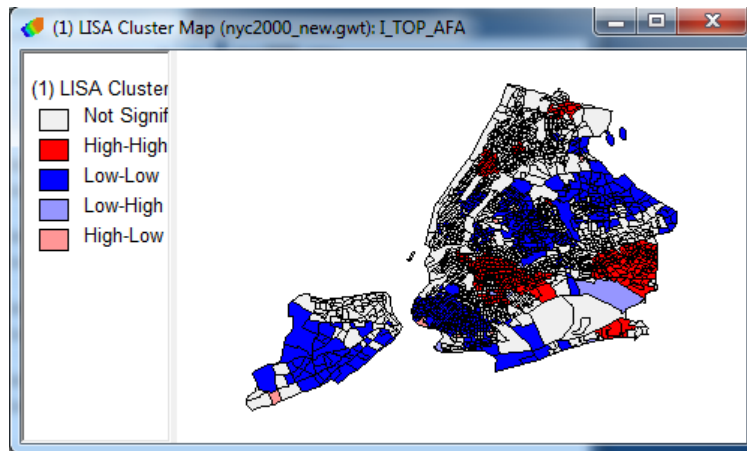 (1) LISA Cluster Map (nyc2000_new.gwt): I_TOP_AFA
(1) LISA Cluster
Not Signif
High-High
Low-Low
Low-High
High-Low